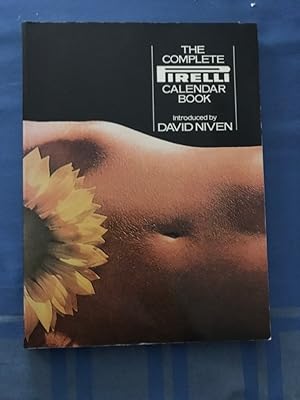 THE
COMPLETE
PIRELLI
CALENDAR
BOOK
Introduced by
DAVID NIVEN